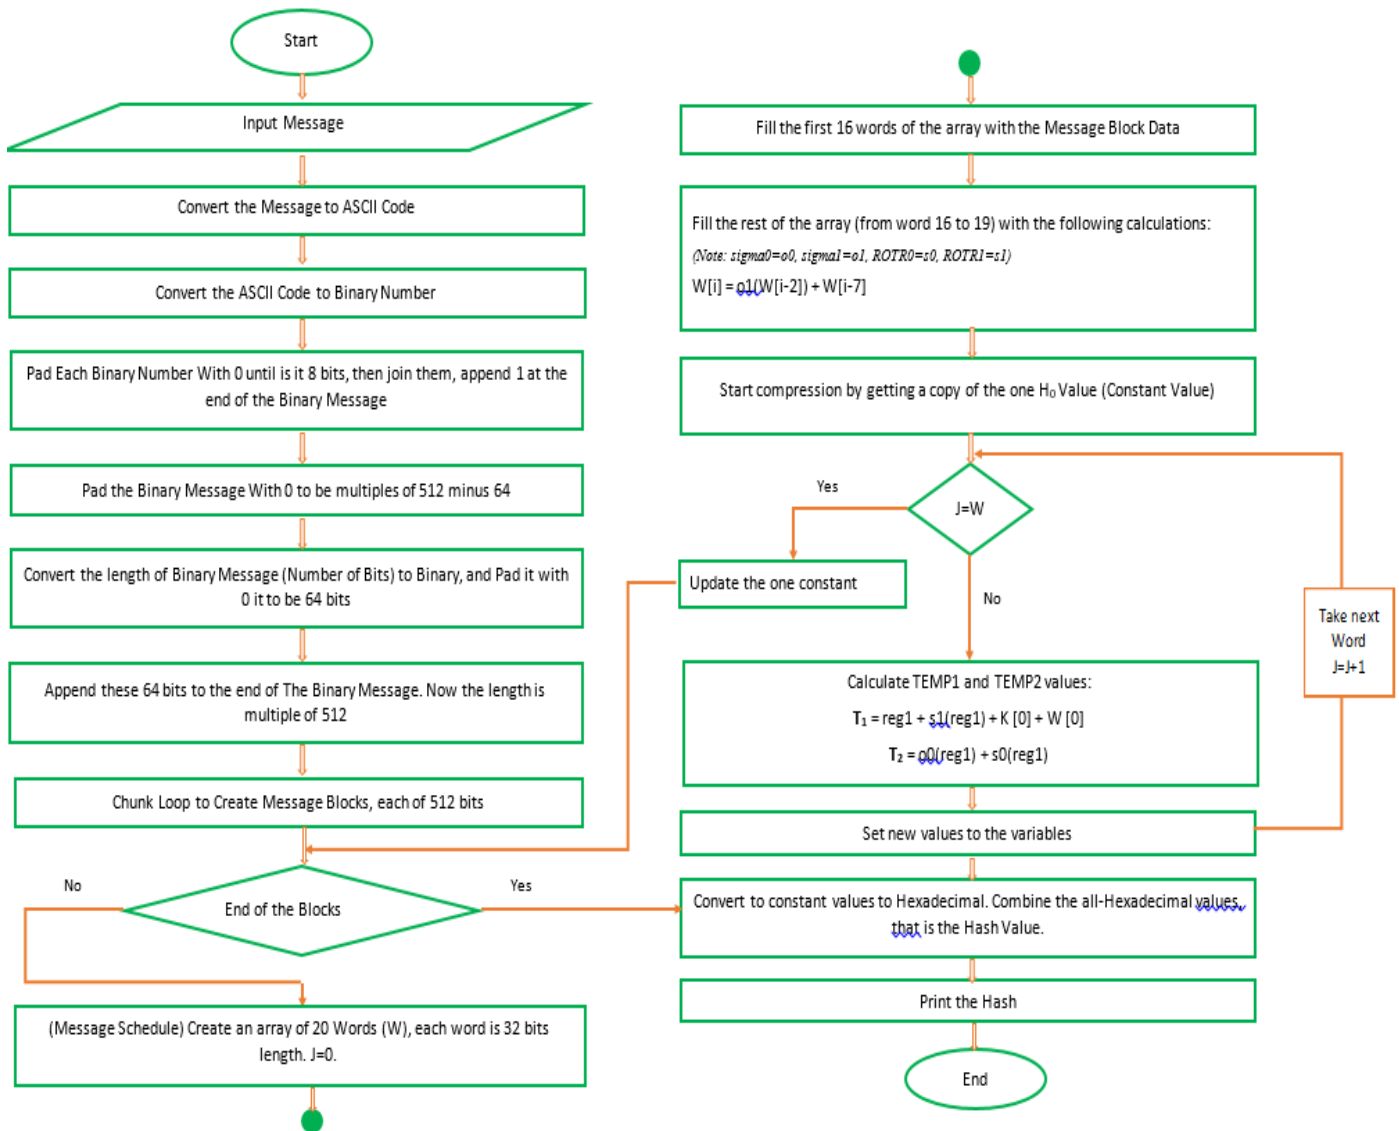 Start
Input Message
Convert the Message to ASCII Code
Convert the ASCII Code to Binary Number
Pad Each Binary Number With 0 until is it 8 bits, then join them, append 1 at the
end of the Binary Message
Pad the Binary Message With 0 to be multiples of 512 minus 64
Convert the length of Binary Message (Number of Bits) to Binary, and Pad it with
0 it to be 64 bits
Append these 64 bits to the end of The Binary Message. Now the length is
multiple of 512
Chunk Loop to Create Message Blocks, each of 512 bits
No
End of the Blocks
Yes
(Message Schedule) Create an array of 20 Words (W), each word is 32 bits
length. J=0.
Fill the first 16 words of the array with the Message Block Data
Fill the rest of the array (from word 16 to 19) with the following calculations:
(Note: sigma0=o0, sigma1=o1, ROTR0=s0, ROTR1=s1)
W[i] = o1(W[i-2]) + W[i-7]
Start compression by getting a copy of the one H₀ Value (Constant Value)
Yes
J=W
Update the one constant
No
Take next
Word
J=J+1
Calculate TEMP1 and TEMP2 values:
T₁ = reg1 + s1(reg1) + K [0] + W [0]
T₂ = o0(reg1) + s0(reg1)
Set new values to the variables
Convert to constant values to Hexadecimal. Combine the all-Hexadecimal values,
that is the Hash Value.
Print the Hash
End